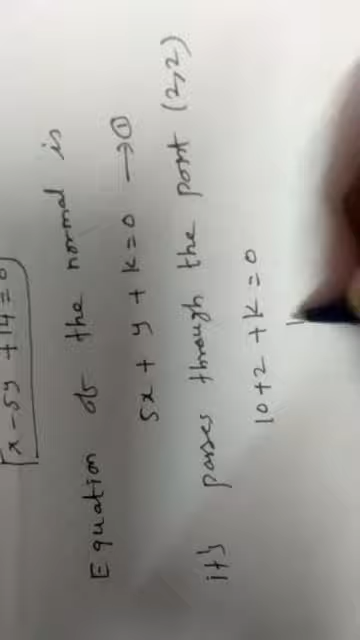 x - 5y + 14 = 0
Equation of the normal is
5x + y + k = 0 → ①
it's passes through the point (2,2)
10 + 2 + k = 0